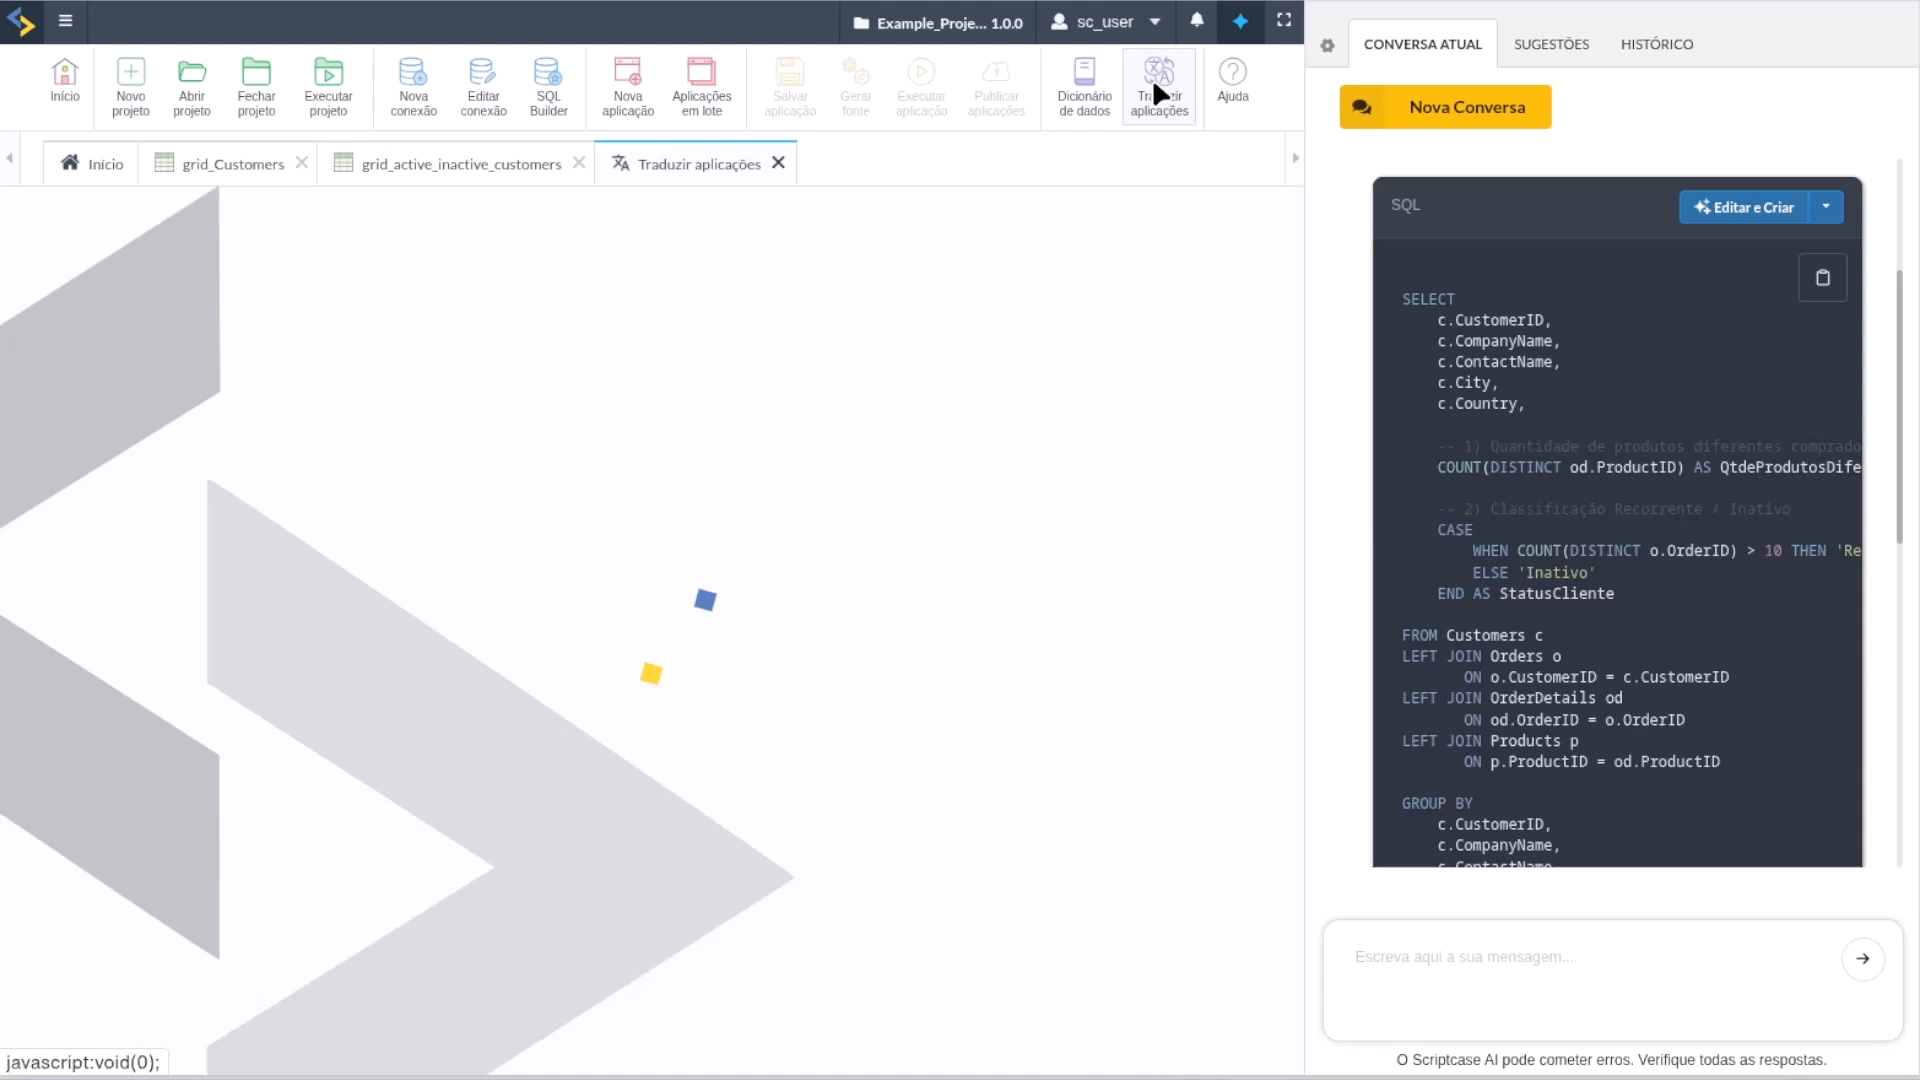 Example_Proje... 1.0.0
sc_user
Início
Novo projeto
Abrir projeto
Fechar projeto
Executar projeto
Nova conexão
Editar conexão
SQL Builder
Nova aplicação
Aplicações em lote
Salvar aplicação
Gerar fonte
Executar aplicação
Publicar aplicações
Dicionário de dados
aplicações
Ajuda
Início
grid_Customers
grid_active_inactive_customers
Traduzir aplicações
javascript:void(0);
CONVERSA ATUAL
SUGESTÕES
HISTÓRICO
Nova Conversa
SQL
Editar e Criar
SELECT
c.CustomerID,
c.CompanyName,
c.ContactName,
c.City,
c.Country,
-- 1) Quantidade de produtos diferentes comprado
COUNT(DISTINCT od.ProductID) AS QtdeProdutosDife
-- 2) Classificação Recorrente / Inativo
CASE
WHEN COUNT(DISTINCT o.OrderID) > 10 THEN 'Re
ELSE 'Inativo'
END AS StatusCliente
FROM Customers c
LEFT JOIN Orders o
ON o.CustomerID = c.CustomerID
LEFT JOIN OrderDetails od
ON od.OrderID = o.OrderID
LEFT JOIN Products p
ON p.ProductID = od.ProductID
GROUP BY
c.CustomerID,
c.CompanyName,
c.ContactName
Escreva aqui a sua mensagem...
O Scriptcase AI pode cometer erros. Verifique todas as respostas.